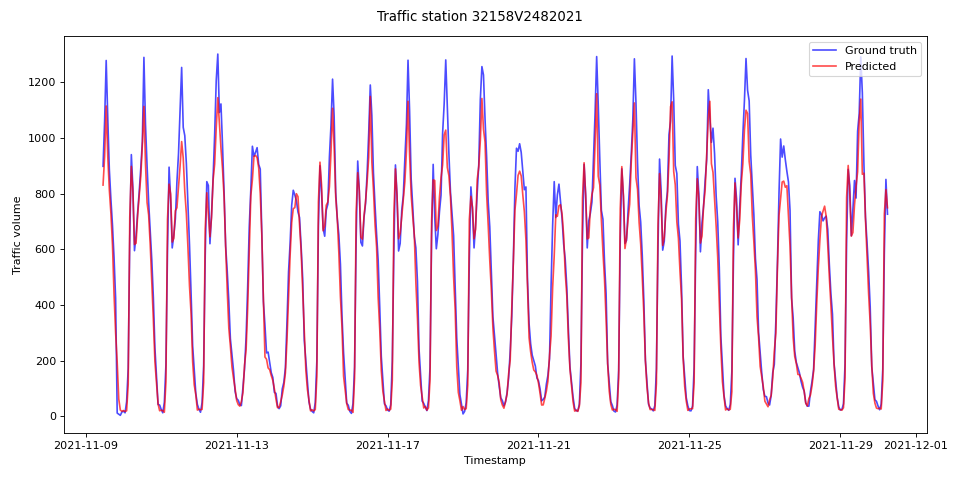 Traffic station 32158V2482021
Ground truth
Predicted
Traffic volume
1200
1000
800
600
400
200
0
2021-11-09
2021-11-13
2021-11-17
2021-11-21
2021-11-25
2021-11-29
2021-12-01
Timestamp